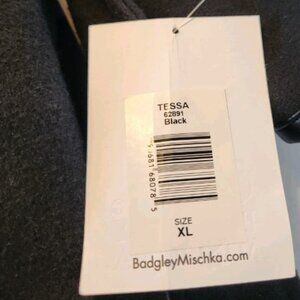 TESSA
62891
Black
SIZE
XL
BadgleyMischka.com